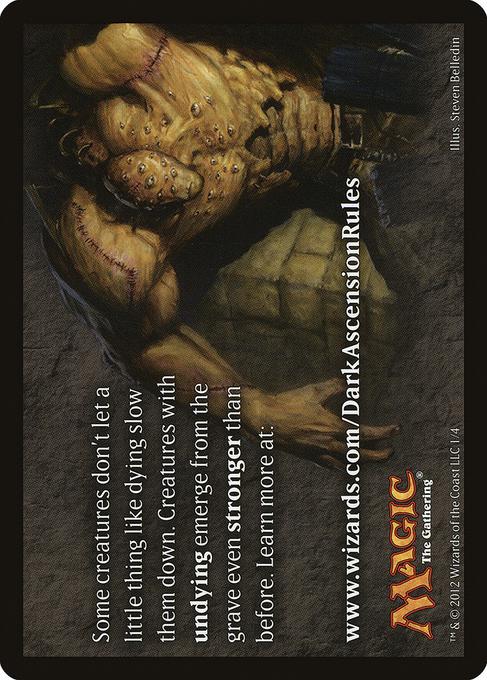 Some creatures don't let a
little thing like dying slow
them down. Creatures with
undying emerge from the
grave even stronger than
before. Learn more at:
www.wizards.com/DarkAscensionRules
MAGIC
The Gathering®
™ & © 2012 Wizards of the Coast LLC 1/4
Illus. Steven Belledin